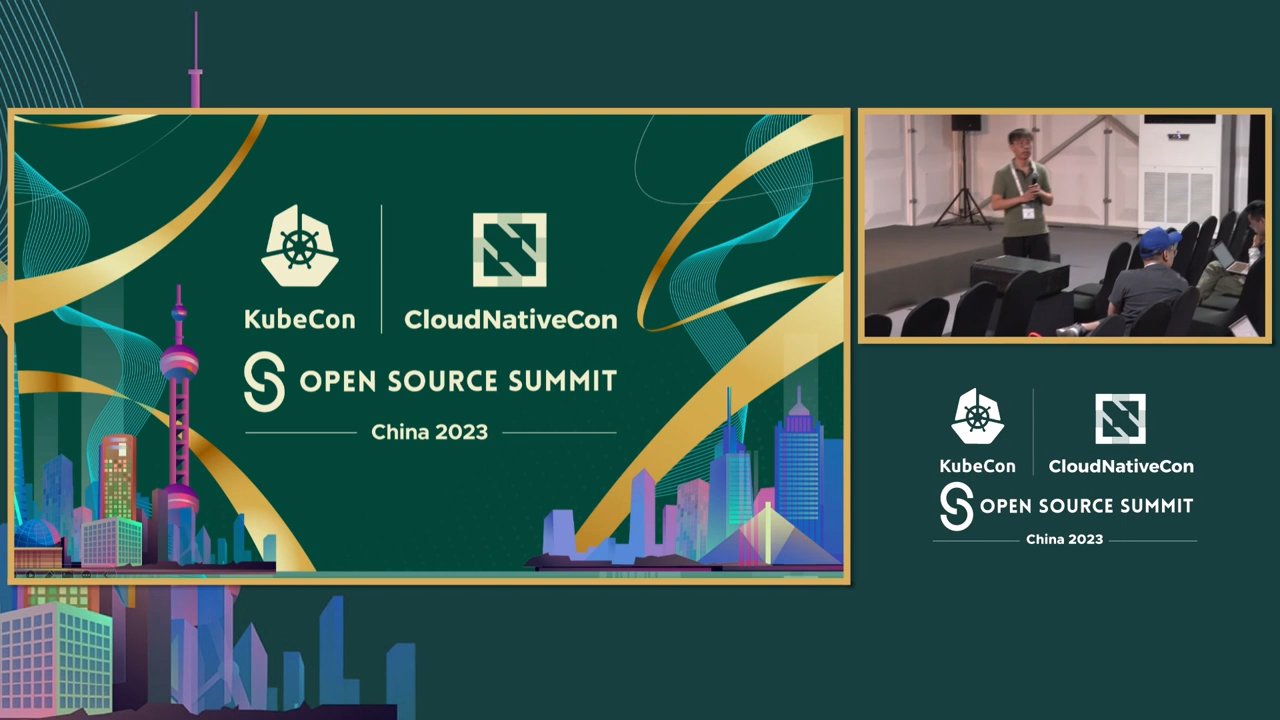 KubeCon
CloudNativeCon
OPEN SOURCE SUMMIT
China 2023
KubeCon
CloudNativeCon
OPEN SOURCE SUMMIT
China 2023